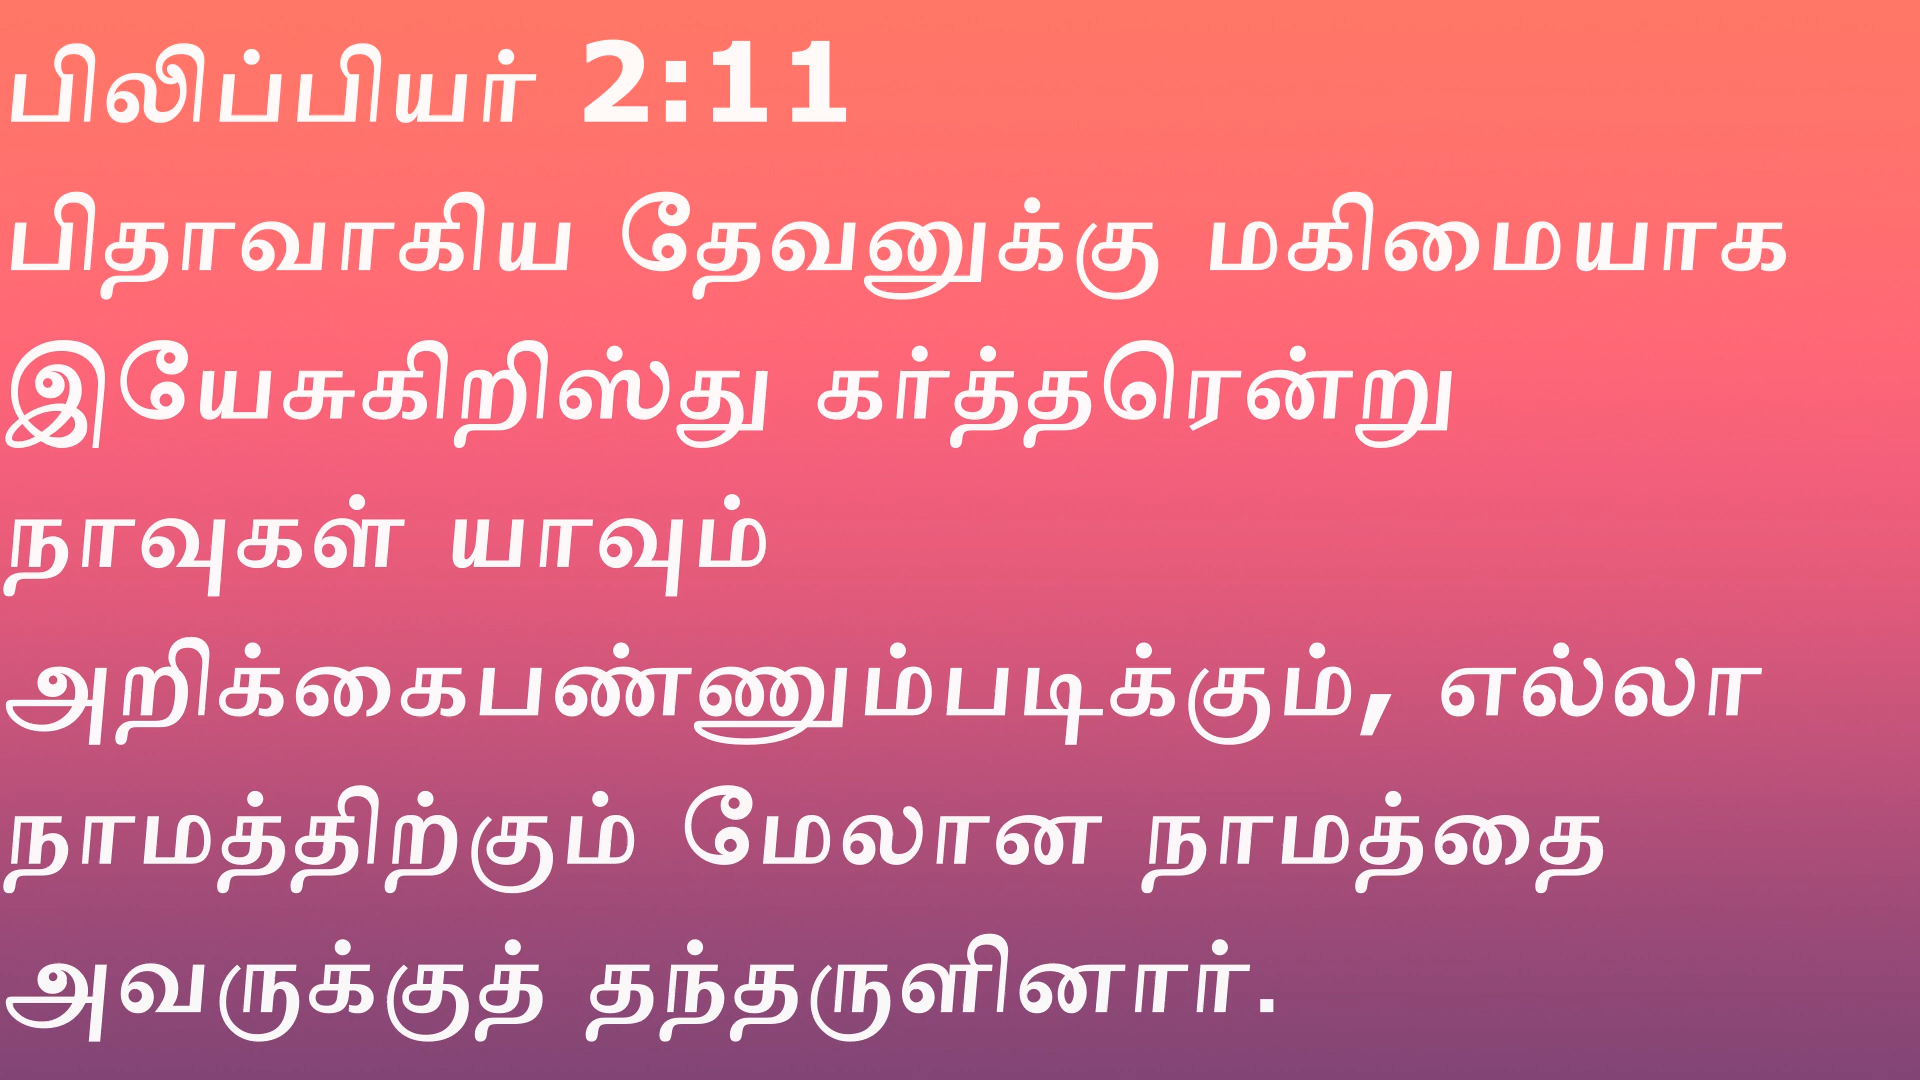 பிலிப்பியர் 2:11
பிதாவாகிய தேவனுக்கு மகிமையாக
இயேசுகிறிஸ்து கர்த்தரென்று
நாவுகள் யாவும்
அறிக்கைபண்ணும்படிக்கும், எல்லா
நாமத்திற்கும் மேலான நாமத்தை
அவருக்குத் தந்தருளினார்.